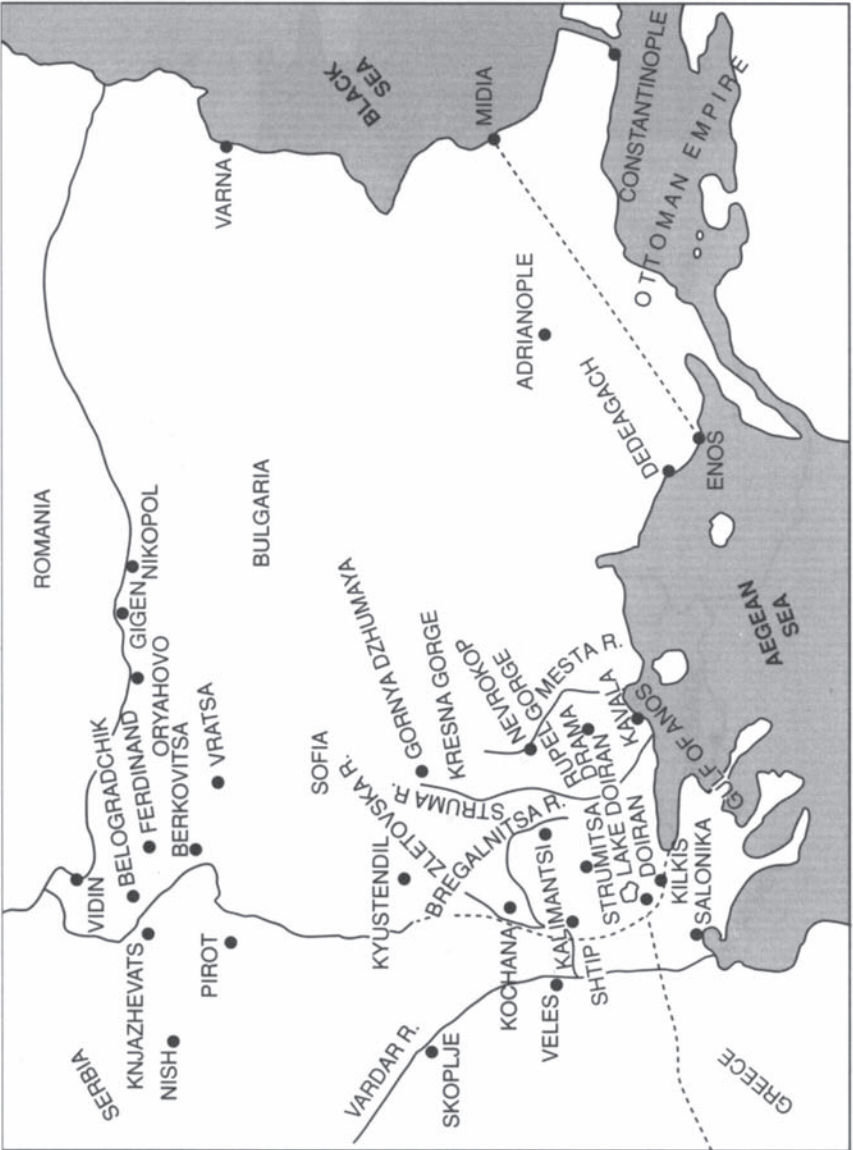 ROMANIA
BLACK
SEA
VARNA
MIDIA
CONSTANTINOPLE
OTTOMAN EMPIRE
ADRIANOPLE
DEDEAGACH
ENOS
BULGARIA
NIKOPOL
GIGEN
ORYAHOVO
FERDINAND
BELOGRADCHIK
BERKOVITSA
VRATSA
VIDIN
KNJAZHEVATS
PIROT
NISH
SERBIA
SOFIA
GORNYA DZHUMAYA
KRESNA GORGE
NEVROKOP
RUPEL GORGE
MESTA R.
DRAMA
KAVALA
STRUMA R.
ZLETOVSKA R.
BREGALNITSA R.
KYUSTENDIL
KOCHANA
KALIMANTSI
STRUMITSA
LAKE DOIRAN
DOIRAN
KILKIS
SALONIKA
GULF OF ANOS
AEGEAN
SEA
SHTIP
VELES
SKOPLJE
VARDAR R.
GREECE